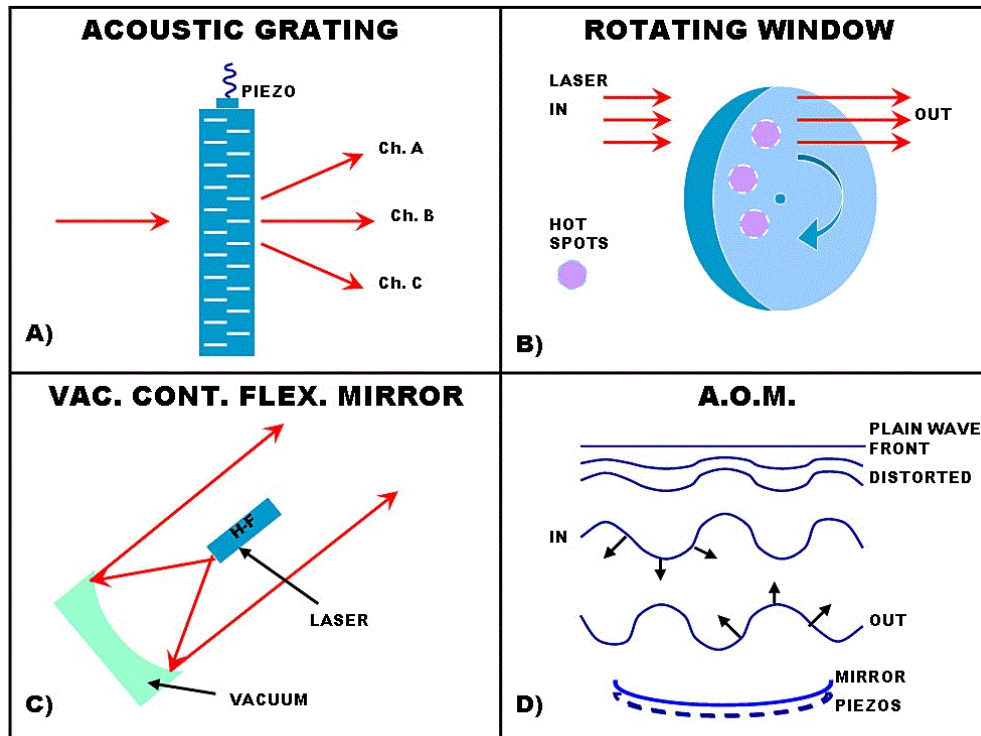 ACOUSTIC GRATING
PIEZO
Ch. A
Ch. B
Ch. C
A)
ROTATING WINDOW
LASER
IN
OUT
HOT
SPOTS
B)
VAC. CONT. FLEX. MIRROR
H-F
LASER
VACUUM
C)
A.O.M.
PLAIN WAVE
FRONT
DISTORTED
IN
OUT
MIRROR
PIEZOS
D)